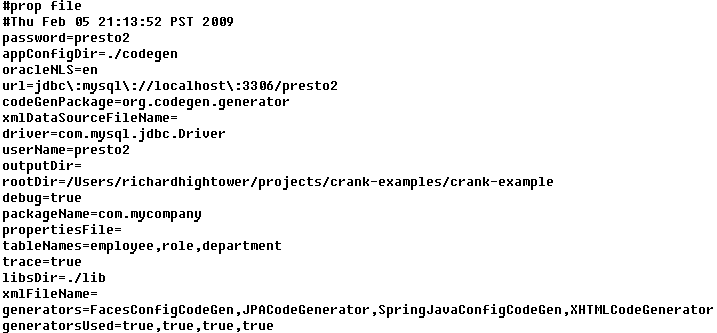 #prop file
#Thu Feb 05 21:13:52 PST 2009
password=presto2
appConfigDir=./codegen
oracleNLS=en
url=jdbc\:mysql\://localhost\:3306/presto2
codeGenPackage=org.codegen.generator
xmlDataSourceFileName=
driver=com.mysql.jdbc.Driver
userName=presto2
outputDir=
rootDir=/Users/richardhightower/projects/crank-examples/crank-example
debug=true
packageName=com.mycompany
propertiesFile=
tableNames=employee,role,department
trace=true
libsDir=./lib
xmlFileName=
generators=FacesConfigCodeGen,JPACodeGenerator,SpringJavaConfigCodeGen,XHTMLCodeGenerator
generatorsUsed=true,true,true,true